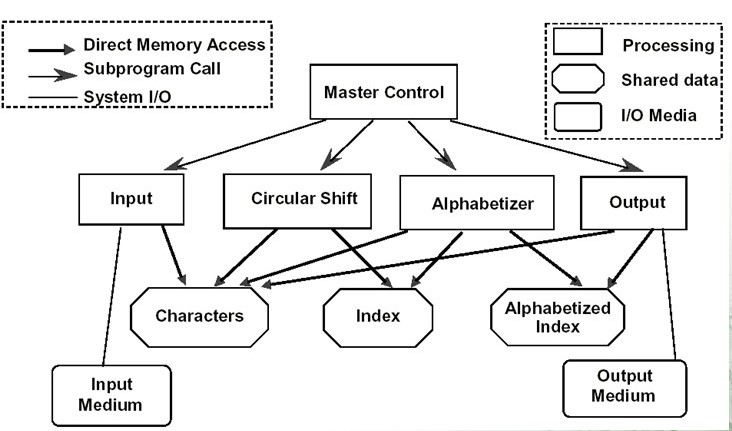 Direct Memory Access
Subprogram Call
System I/O
Processing
Shared data
I/O Media
Master Control
Input
Circular Shift
Alphabetizer
Output
Characters
Index
Alphabetized
Index
Input
Medium
Output
Medium